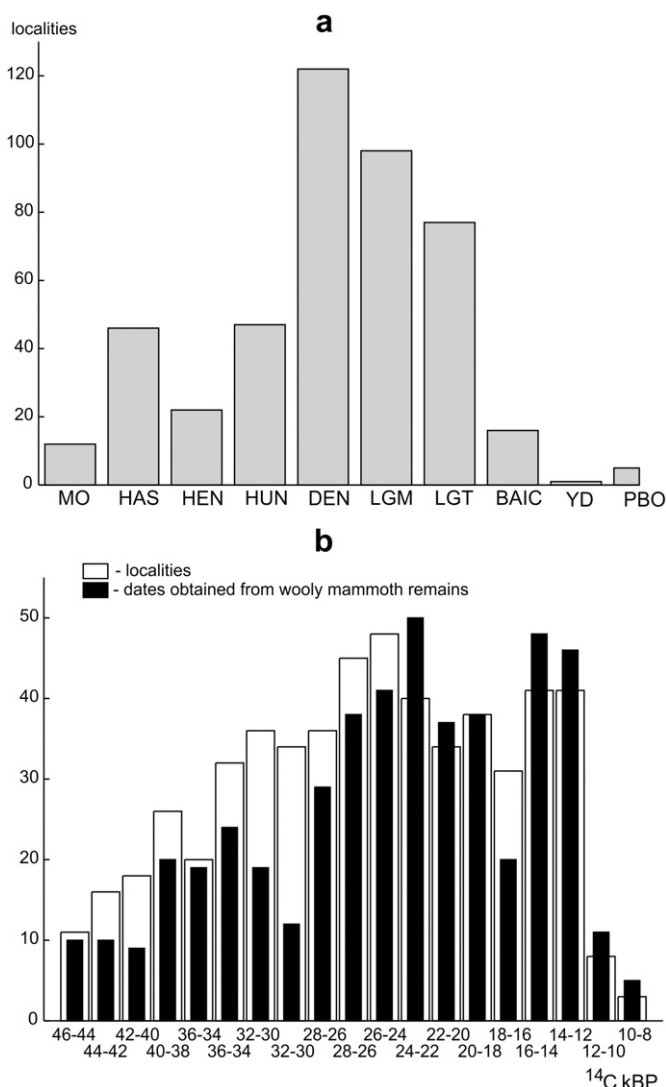 a
localities
120
100
80
60
40
20
0
MO HAS HEN HUN DEN LGM LGT BAIC YD PBO
b
- localities
- dates obtained from wooly mammoth remains
50
40
30
20
10
0
46-44 42-40 36-34 32-30 28-26 26-24 22-20 18-16 14-12 10-8
44-42 40-38 36-34 32-30 28-26 24-22 20-18 16-14 12-10
¹⁴C kBP